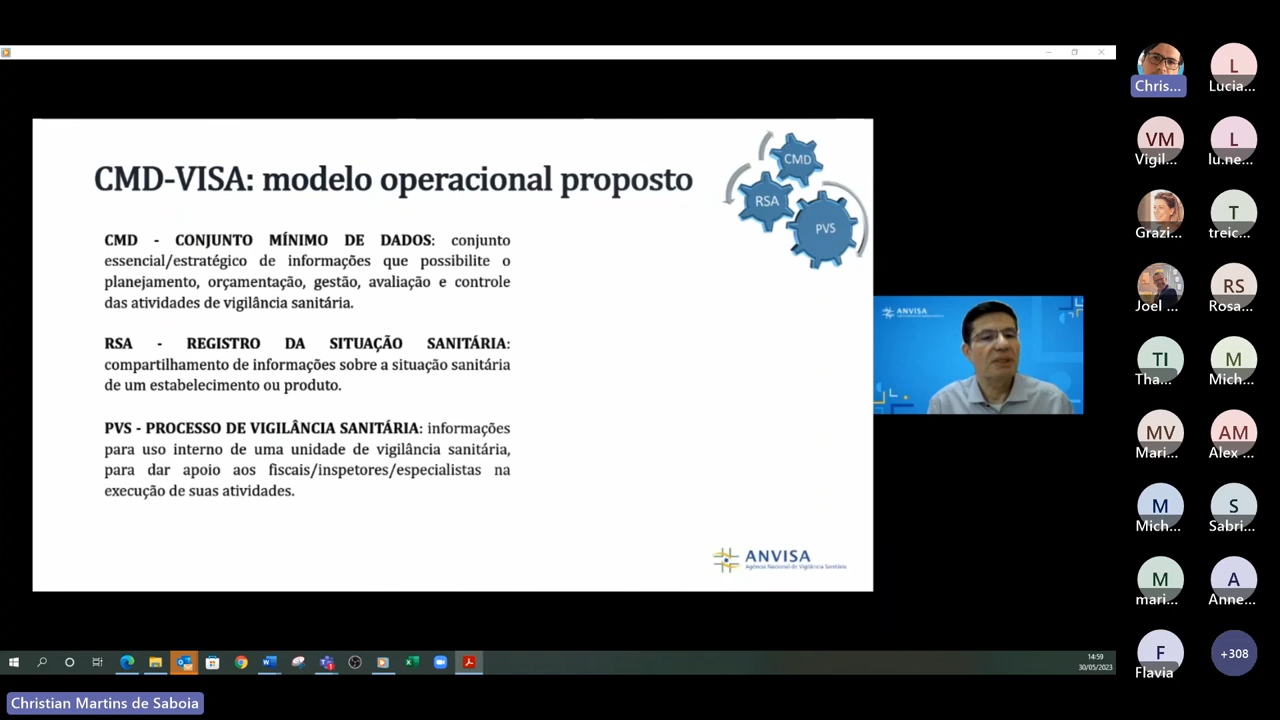 CMD-VISA: modelo operacional proposto
CMD
RSA
PVS
CMD - CONJUNTO MÍNIMO DE DADOS: conjunto
essencial/estratégico de informações que possibilite o
planejamento, orçamentação, gestão, avaliação e controle
das atividades de vigilância sanitária.
RSA - REGISTRO DA SITUAÇÃO SANITÁRIA:
compartilhamento de informações sobre a situação sanitária
de um estabelecimento ou produto.
PVS - PROCESSO DE VIGILÂNCIA SANITÁRIA: informações
para uso interno de uma unidade de vigilância sanitária,
para dar apoio aos fiscais/inspetores/especialistas na
execução de suas atividades.
ANVISA
Agência Nacional de Vigilância Sanitária
ANVISA
Chris...
L
Lucia...
VM
Vigil...
L
lu.ne...
Grazi...
T
treic...
Joel ...
RS
Rosa...
TI
Tha...
M
Mich...
MV
Mari...
AM
Alex ...
M
Mich...
S
Sabri...
M
mari...
A
Anne...
F
Flavia
+308
14:59
30/05/2023
Christian Martins de Saboia